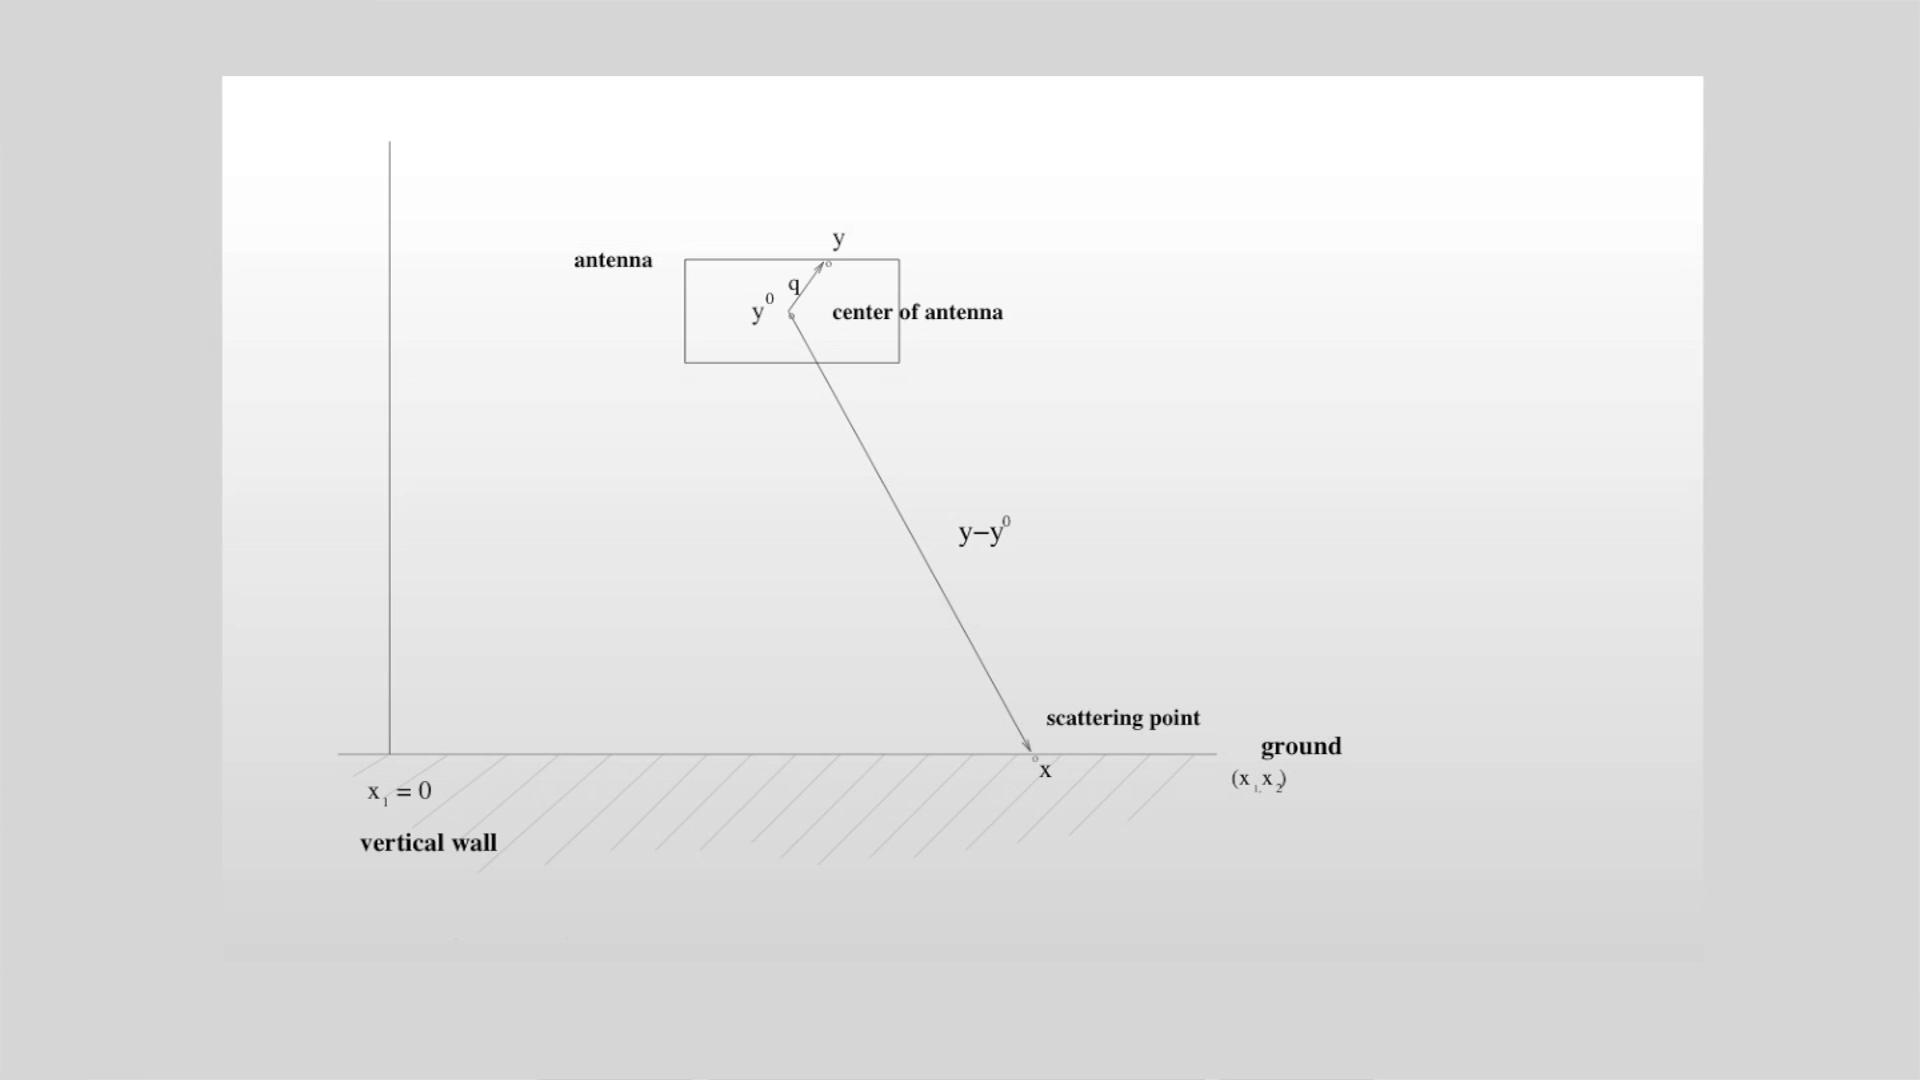 y
antenna
q
y⁰
center of antenna
y−y⁰
scattering point
ground
x
(x₁,x₂)
x₁ = 0
vertical wall